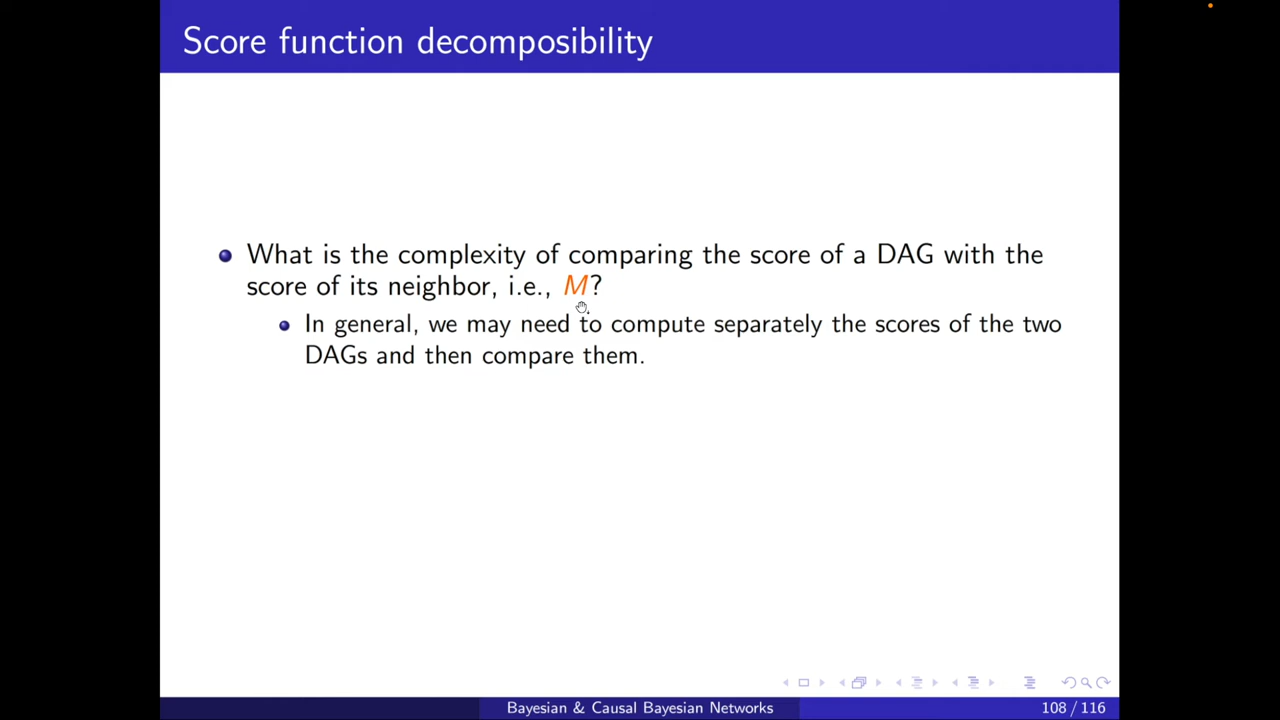 Score function decomposibility
What is the complexity of comparing the score of a DAG with the
score of its neighbor, i.e., M?
In general, we may need to compute separately the scores of the two
DAGs and then compare them.
Bayesian & Causal Bayesian Networks
108 / 116